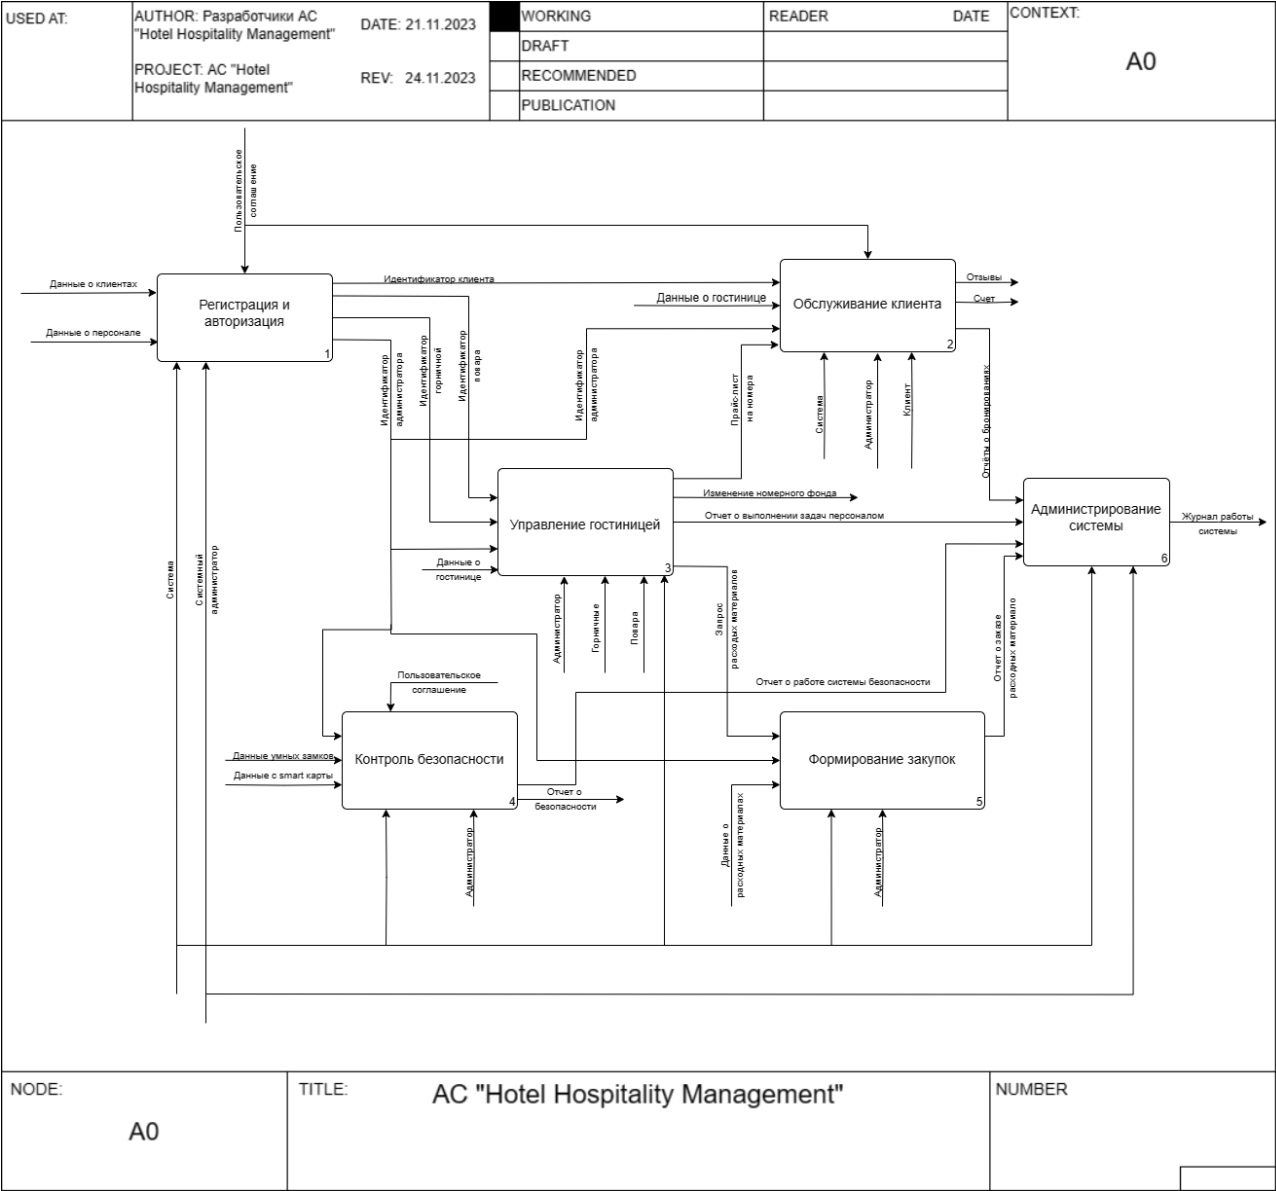 USED AT:
AUTHOR: Разработчики АС
"Hotel Hospitality Management"
DATE: 21.11.2023
PROJECT: АС "Hotel
Hospitality Management"
REV: 24.11.2023
WORKING
DRAFT
RECOMMENDED
PUBLICATION
READER
DATE
CONTEXT:
A0
Пользовательское
соглашение
Данные о клиентах
Данные о персонале
Регистрация и
авторизация
1
Идентификатор клиента
Данные о гостинице
Обслуживание клиента
2
Отзывы
Счет
Идентификатор
администратора
Идентификатор
горничной
Идентификатор
повара
Идентификатор
администратора
Прайс-лист
на номера
Система
Администратор
Клиент
Отчёты о бронированиях
Управление гостиницей
3
Изменение номерного фонда
Отчет о выполнении задач персоналом
Администрирование
системы
6
Журнал работы
системы
Данные о
гостинице
Система
Системный
администратор
Администратор
Горничные
Повара
Запрос
расходых материалов
Отчет о заказе
расходных материало
Пользовательское
соглашение
Отчет о работе системы безопасности
Данные умных замков
Данные с smart карты
Контроль безопасности
4
Отчет о
безопасности
Формирование закупок
5
Администратор
Данные о
расходных материалах
Администратор
NODE:
A0
TITLE:
АС "Hotel Hospitality Management"
NUMBER